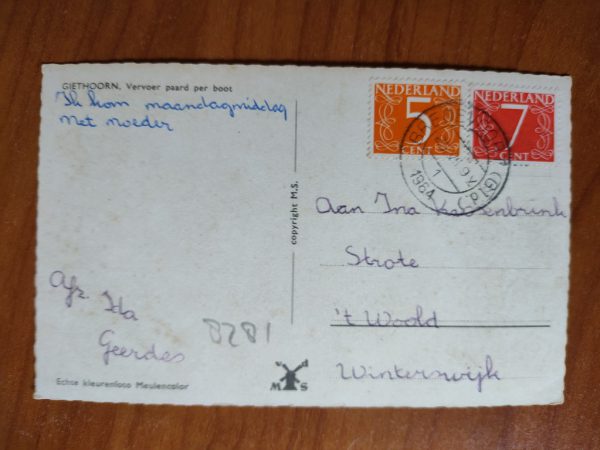 GIETHOORN, Vervoer paard per boot
Ik kom maandagmiddag
met moeder
Afz. Ida
Geerdes
8281
Echte kleurenfoto Meulencolor
copyright M.S.
M S
NEDERLAND
5
CENT
NEDERLAND
7
CENT
1964
Aan Ina
Strote
't Woold
Winterswijk